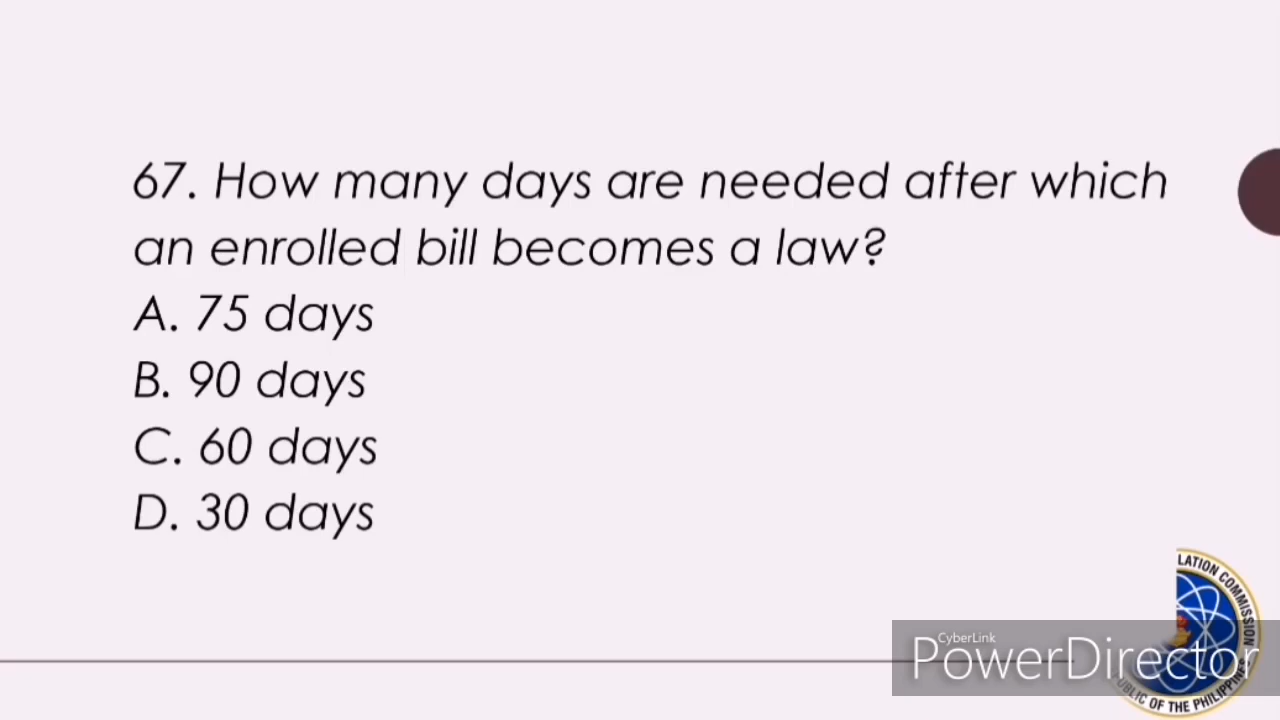 67. How many days are needed after which
an enrolled bill becomes a law?
A. 75 days
B. 90 days
C. 60 days
D. 30 days
LATION COMMISSION
CyberLink
PowerDirector
OF THE PHILIPPINE